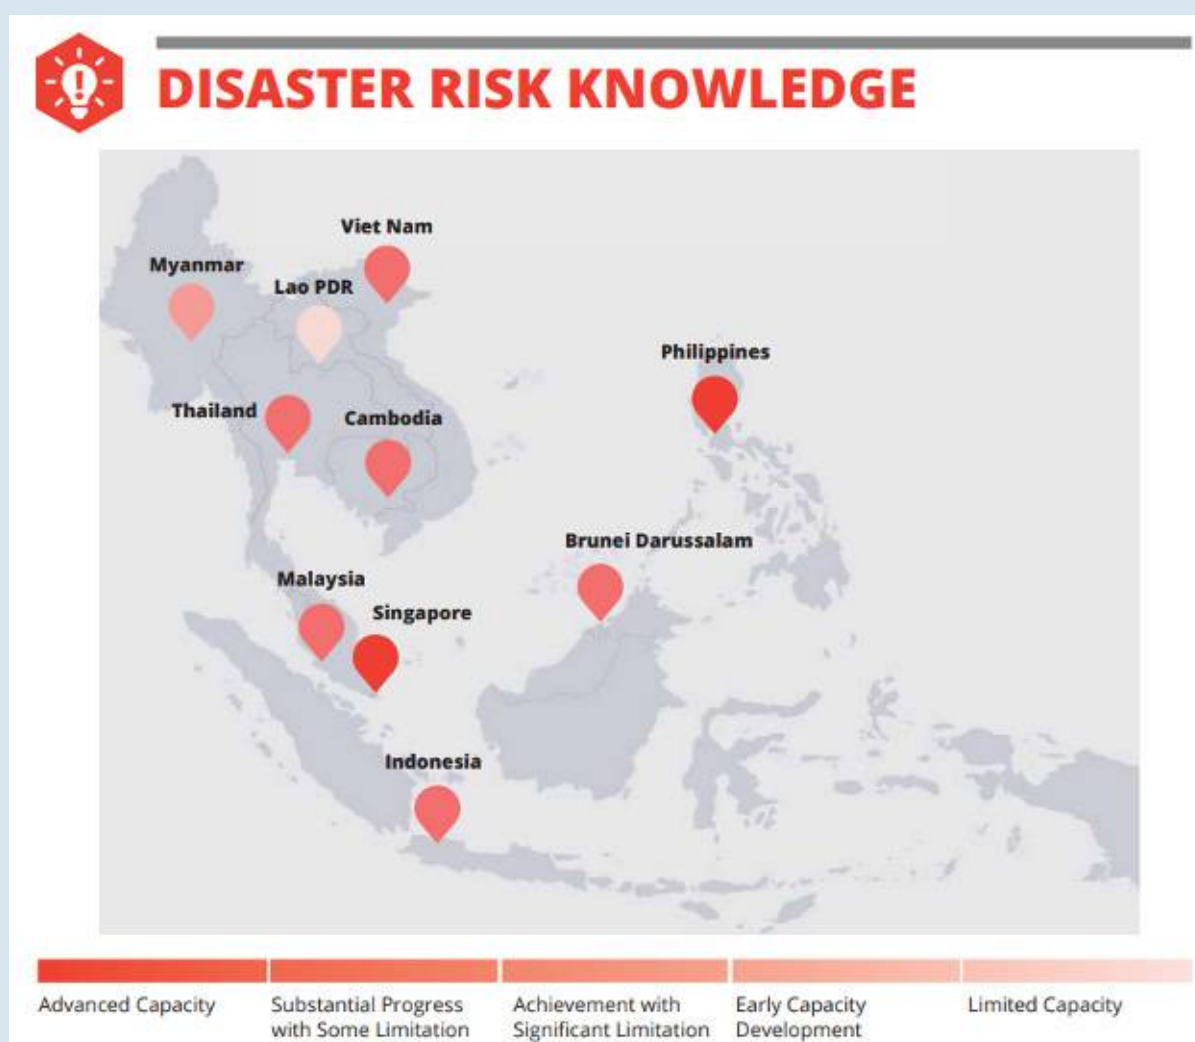 DISASTER RISK KNOWLEDGE
Viet Nam
Myanmar
Lao PDR
Philippines
Thailand
Cambodia
Brunei Darussalam
Malaysia
Singapore
Indonesia
Advanced Capacity
Substantial Progress
with Some Limitation
Achievement with
Significant Limitation
Early Capacity
Development
Limited Capacity